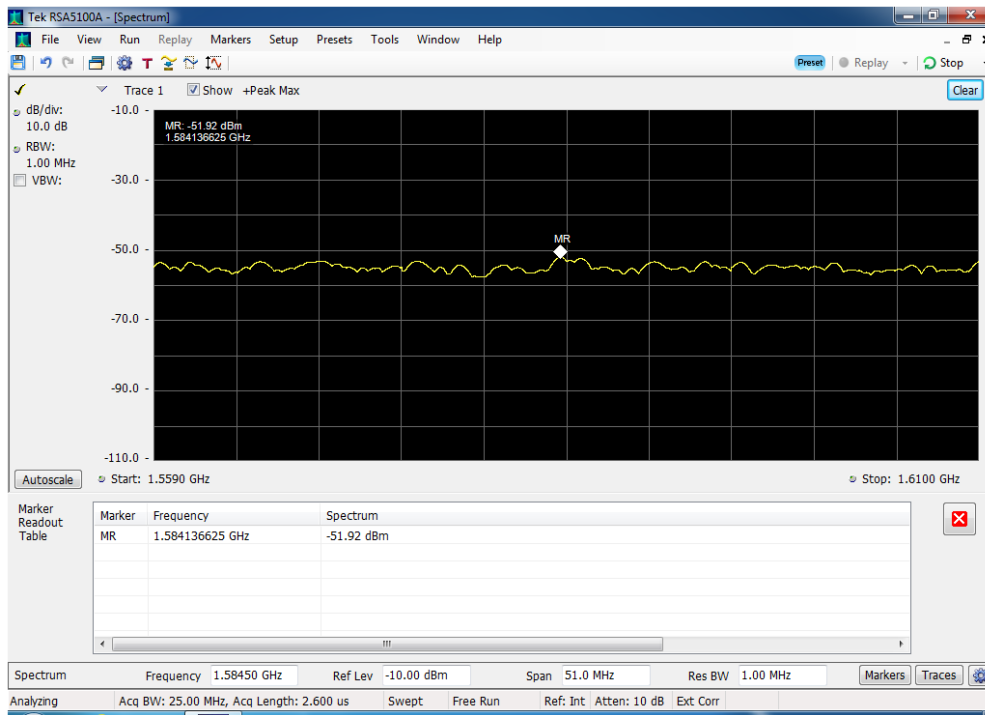 Tek RSA5100A - [Spectrum]
File View Run Replay Markers Setup Presets Tools Window Help
T Preset Replay Stop
Trace 1 Show +Peak Max Clear
dB/div:
10.0 dB
RBW:
1.00 MHz
VBW:
-10.0
-30.0
-50.0
-70.0
-90.0
-110.0
MR: -51.92 dBm
1.584136625 GHz
MR
Autoscale Start: 1.5590 GHz Stop: 1.6100 GHz
Marker
Readout
Table
Marker Frequency Spectrum
MR 1.584136625 GHz -51.92 dBm
Spectrum Frequency 1.58450 GHz Ref Lev -10.00 dBm Span 51.0 MHz Res BW 1.00 MHz Markers Traces
Analyzing Acq BW: 25.00 MHz, Acq Length: 2.600 us Swept Free Run Ref: Int Atten: 10 dB Ext Corr